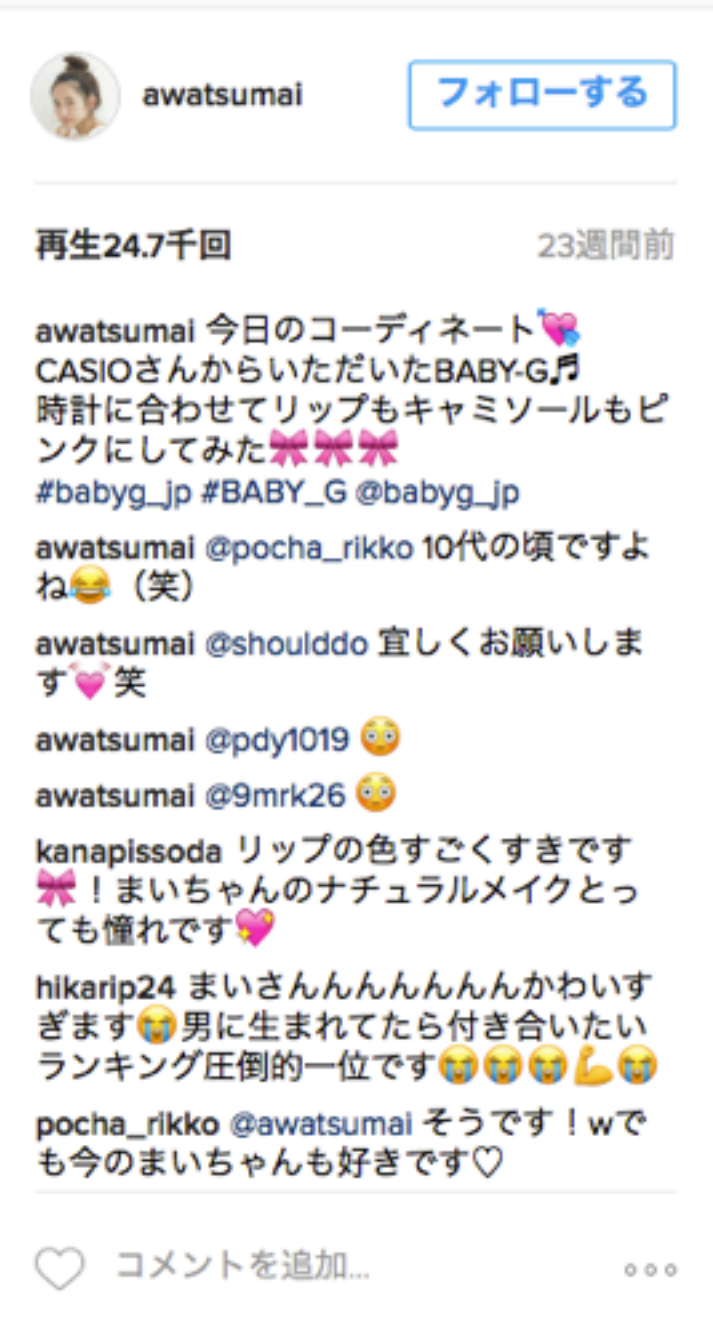 awatsumai
フォローする
再生24.7千回
23週間前
awatsumai 今日のコーディネート💘
CASIOさんからいただいたBABY-G🎵
時計に合わせてリップもキャミソールもピ
ンクにしてみた🎀🎀🎀
#babyg_jp #BABY_G @babyg_jp
awatsumai @pocha_rikko 10代の頃ですよ
ね😂（笑）
awatsumai @shoulddo 宜しくお願いしま
す💓笑
awatsumai @pdy1019 😳
awatsumai @9mrk26 😳
kanapissoda リップの色すごくすきです
🎀！まいちゃんのナチュラルメイクとっ
ても憧れです💖
hikarip24 まいさんんんんんんんかわいす
ぎます😭男に生まれてたら付き合いたい
ランキング圧倒的一位です😭😭😭💪😭
pocha_rikko @awatsumai そうです！wで
も今のまいちゃんも好きです♡
コメントを追加...